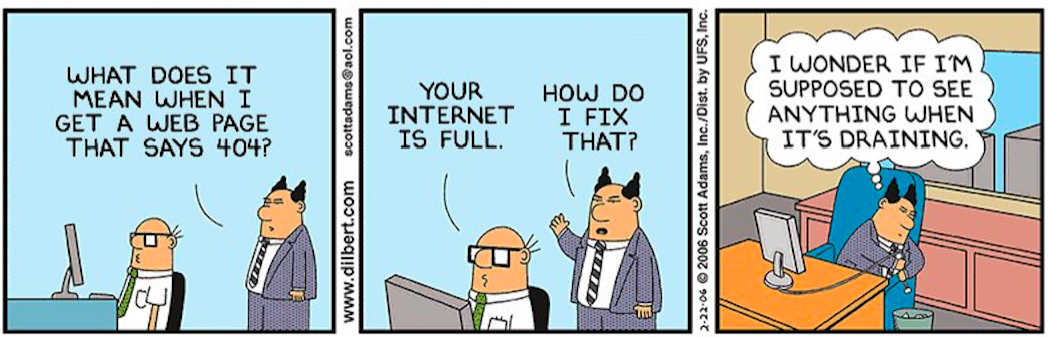 WHAT DOES IT
MEAN WHEN I
GET A WEB PAGE
THAT SAYS 404?
www.dilbert.com
scottadams@aol.com
YOUR
INTERNET
IS FULL.
HOW DO
I FIX
THAT?
2-22-06 © 2006 Scott Adams, Inc./Dist. by UFS, Inc.
I WONDER IF I'M
SUPPOSED TO SEE
ANYTHING WHEN
IT'S DRAINING.